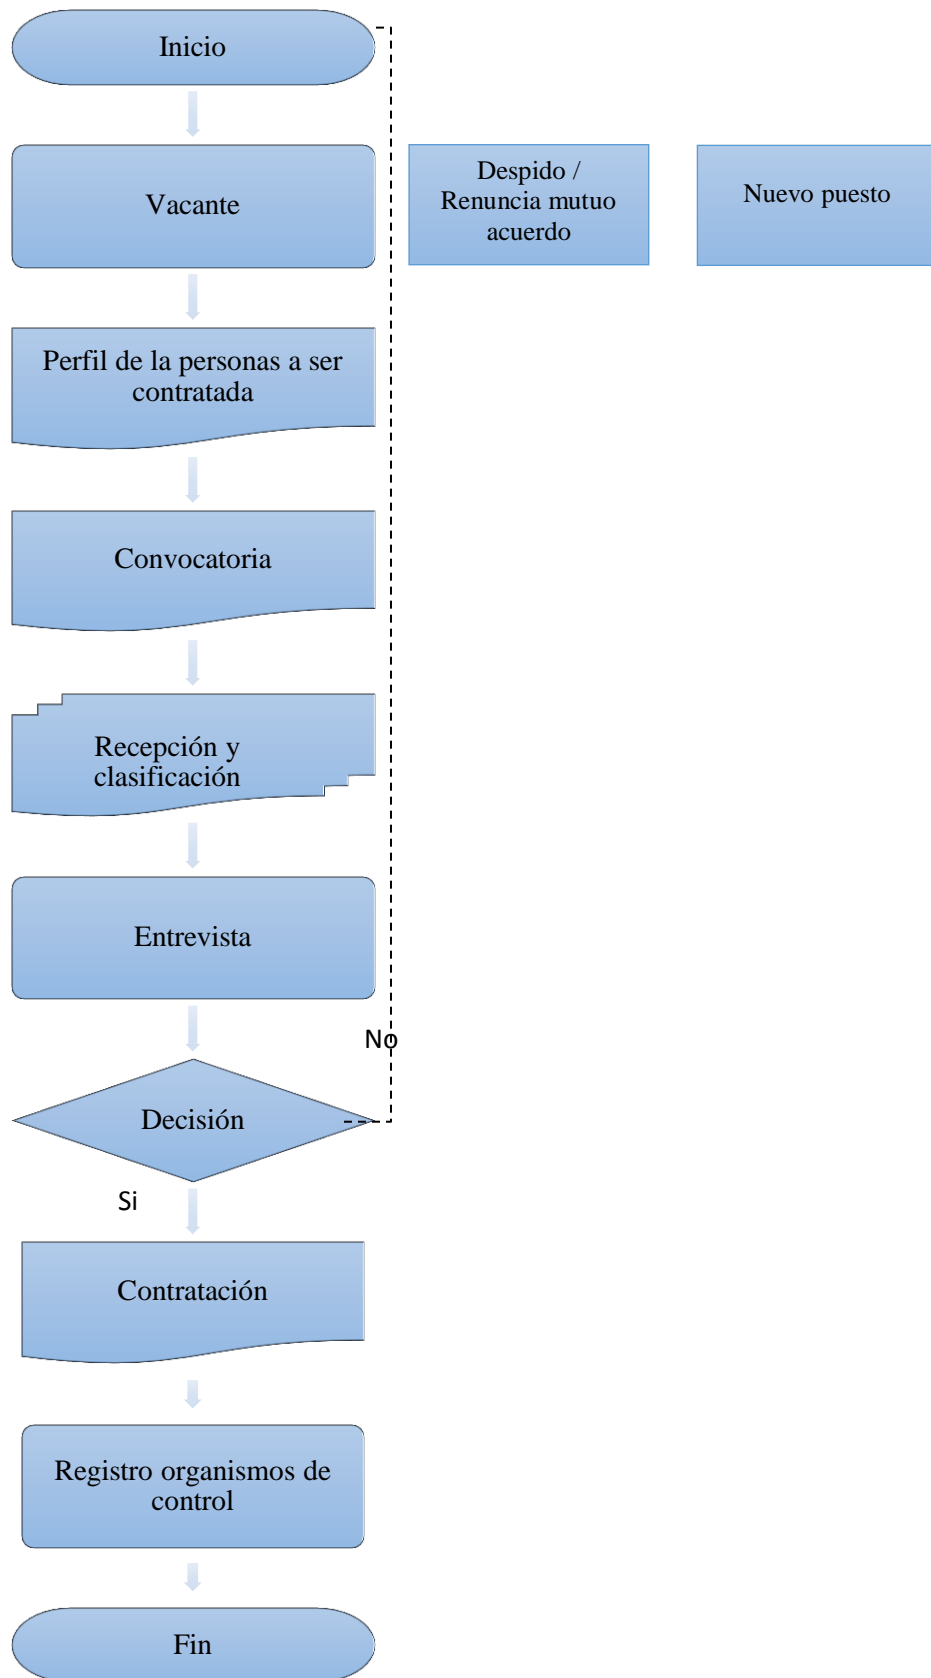 Inicio
Vacante
Despido /
Renuncia mutuo
acuerdo
Nuevo puesto
Perfil de la personas a ser
contratada
Convocatoria
Recepción y
clasificación
Entrevista
No
Decisión
Si
Contratación
Registro organismos de
control
Fin